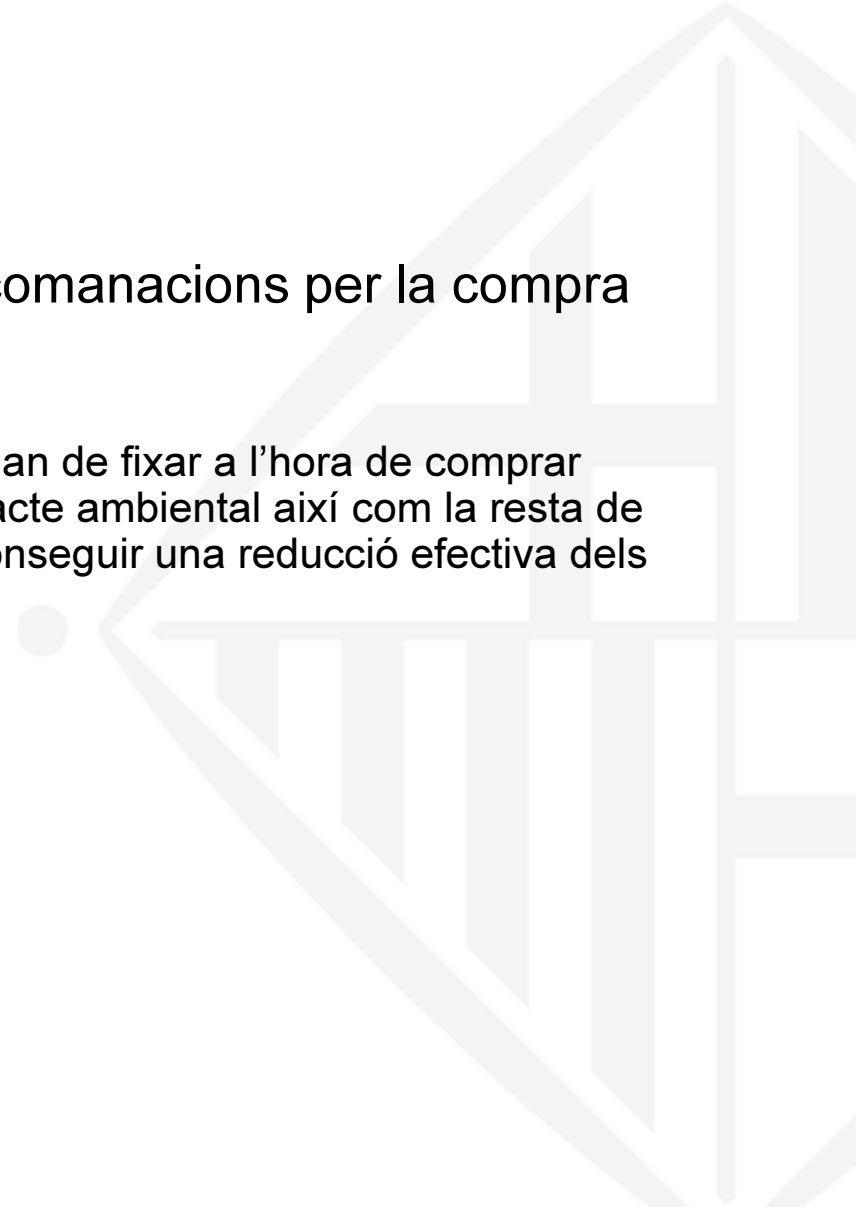 comanacions per la compra
an de fixar a l’hora de comprar
acte ambiental així com la resta de
onseguir una reducció efectiva dels